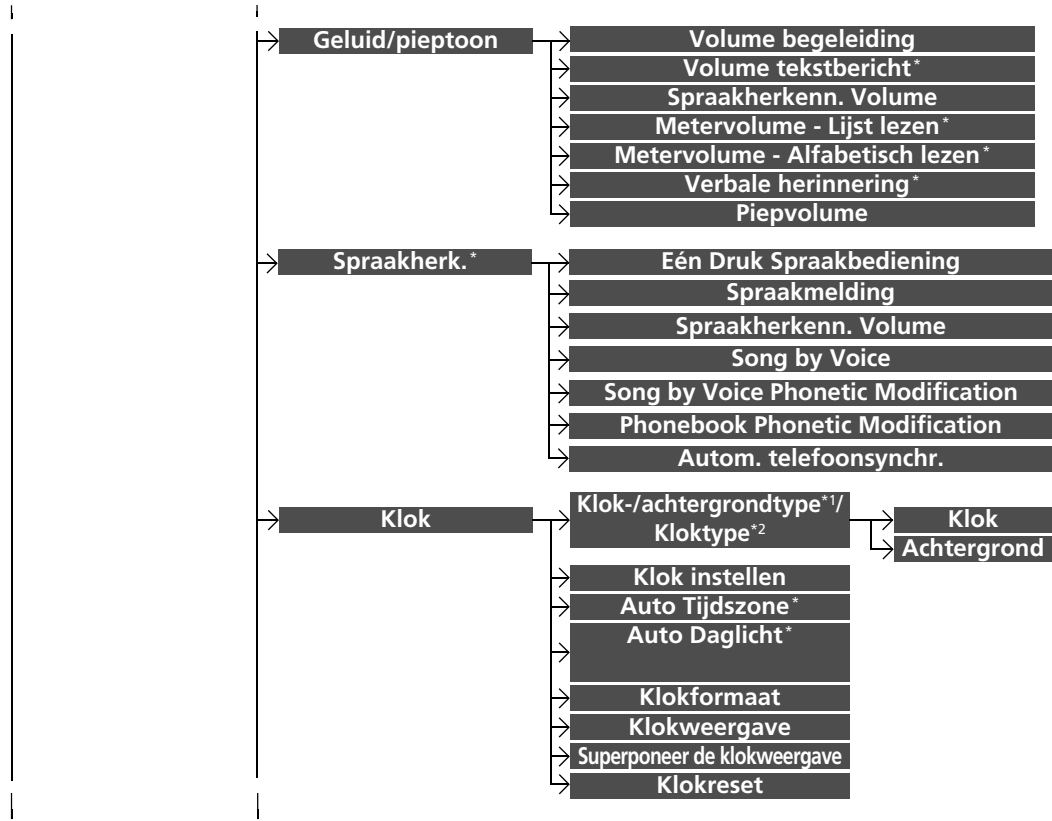 Geluid/pieptoon
Volume begeleiding
Volume tekstbericht*
Spraakherkenn. Volume
Metervolume - Lijst lezen*
Metervolume - Alfabetisch lezen*
Verbale herinnering*
Piepvolume
Spraakherk.*
Eén Druk Spraakbediening
Spraakmelding
Spraakherkenn. Volume
Song by Voice
Song by Voice Phonetic Modification
Phonebook Phonetic Modification
Autom. telefoonsynchr.
Klok
Klok-/achtergrondtype*1/
Kloktype*2
Klok
Achtergrond
Klok instellen
Auto Tijdszone*
Auto Daglicht*
Klokformaat
Klokweergave
Superponeer de klokweergave
Klokreset